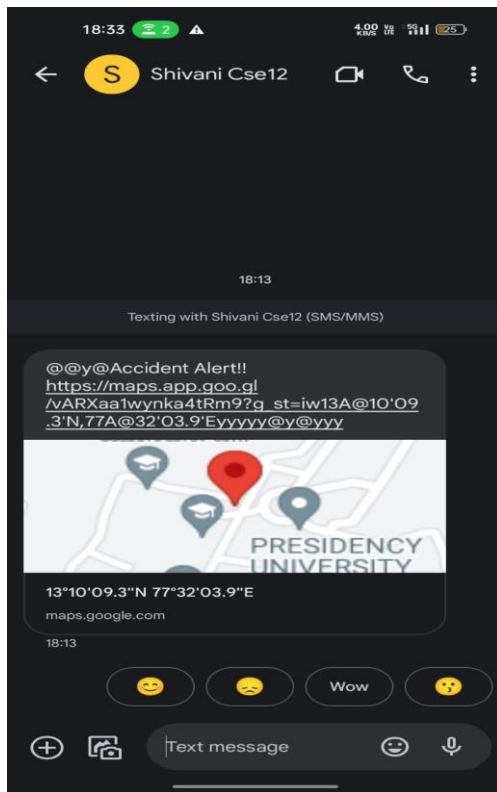 18:33 2 4.00 KB/S Vo LTE 5G 25
S Shivani Cse12
18:13
Texting with Shivani Cse12 (SMS/MMS)
@@y@Accident Alert!!
https://maps.app.goo.gl
/vARXaa1wynka4tRm9?g_st=iw13A@10'09
.3'N,77A@32'03.9'Eyyyyy@y@yyy
PRESIDENCY
UNIVERSITY
13°10'09.3"N 77°32'03.9"E
maps.google.com
18:13
Wow
Text message